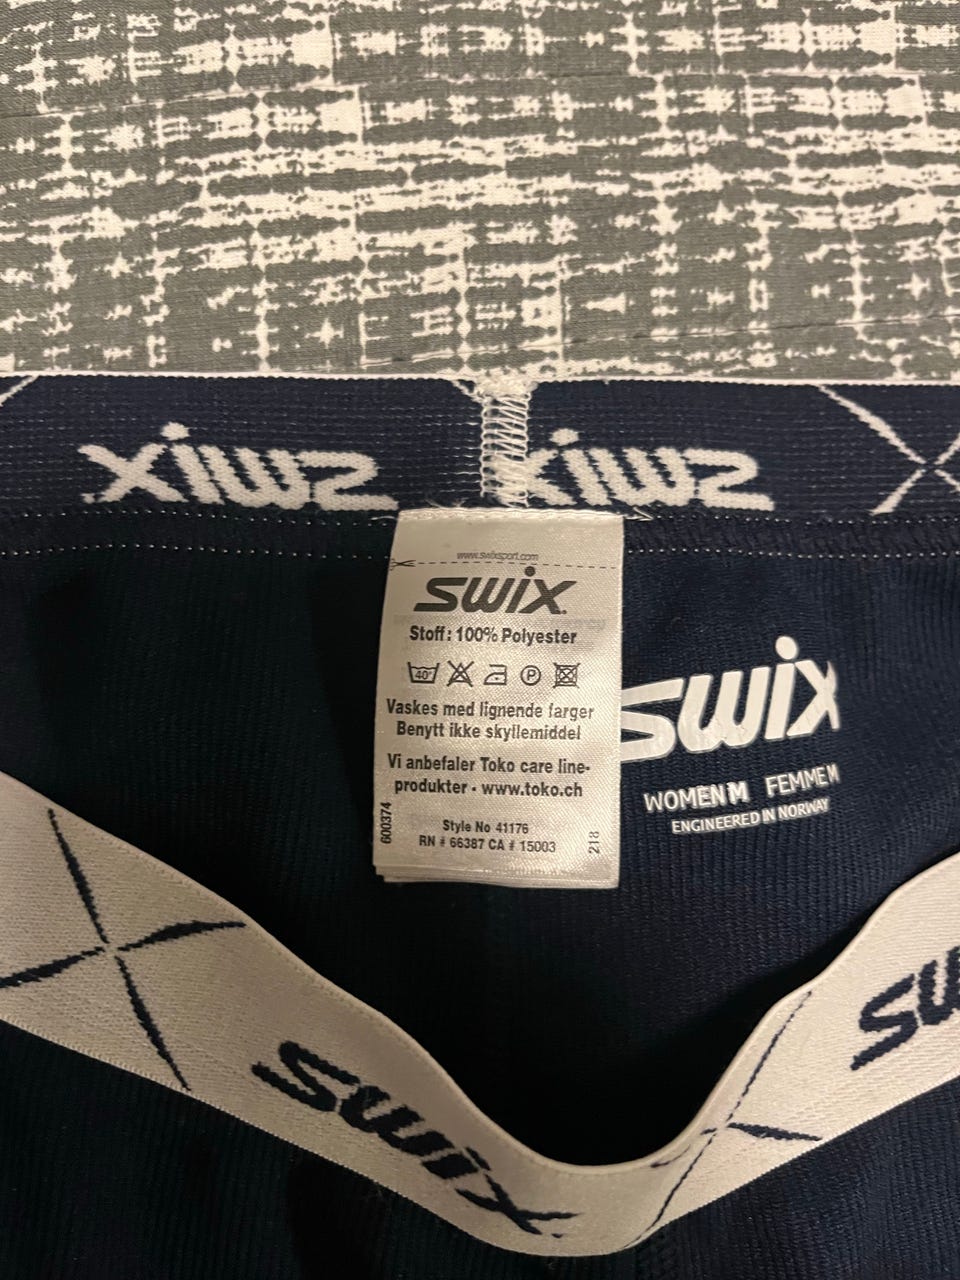 swix
swix
www.swixsport.com
swix
Stoff: 100% Polyester
40°
P
Vaskes med lignende farger
Benytt ikke skyllemiddel
Vi anbefaler Toko care line-
produkter - www.toko.ch
Style No 41176
RN # 66387 CA # 15003
600374
218
swix
WOMEN M FEMME M
ENGINEERED IN NORWAY
swix
sw